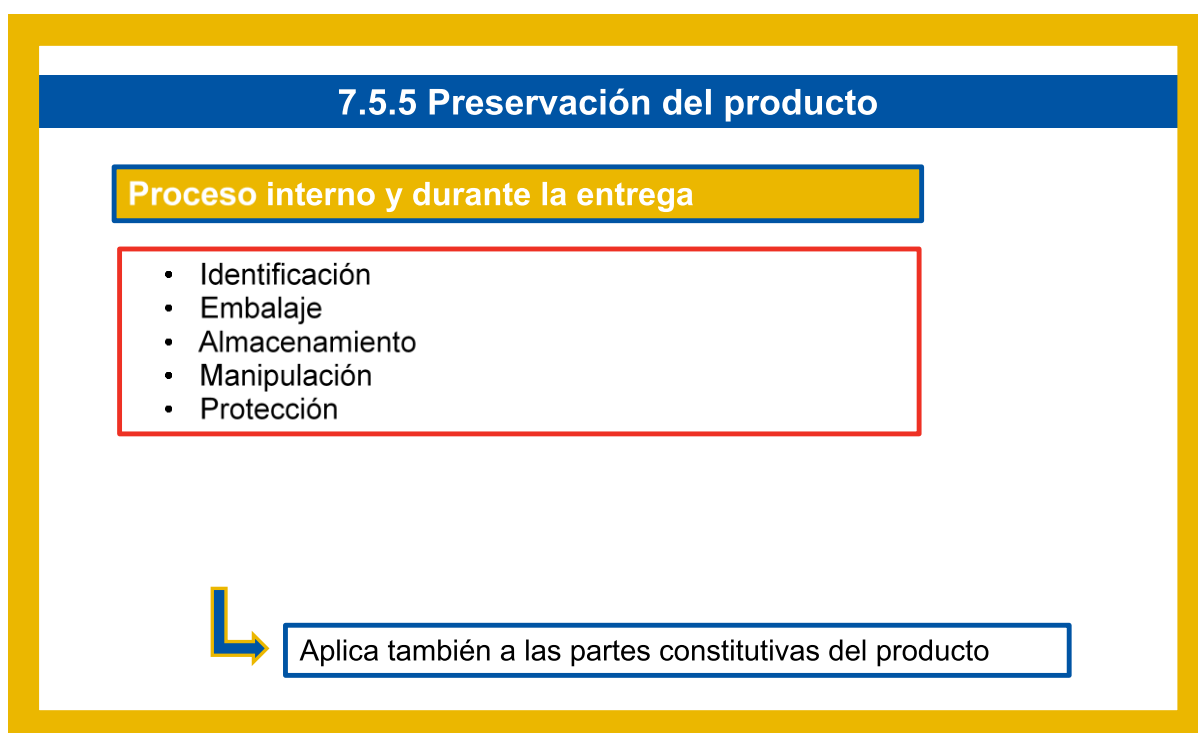 7.5.5 Preservación del producto
Proceso interno y durante la entrega
• Identificación
• Embalaje
• Almacenamiento
• Manipulación
• Protección
Aplica también a las partes constitutivas del producto